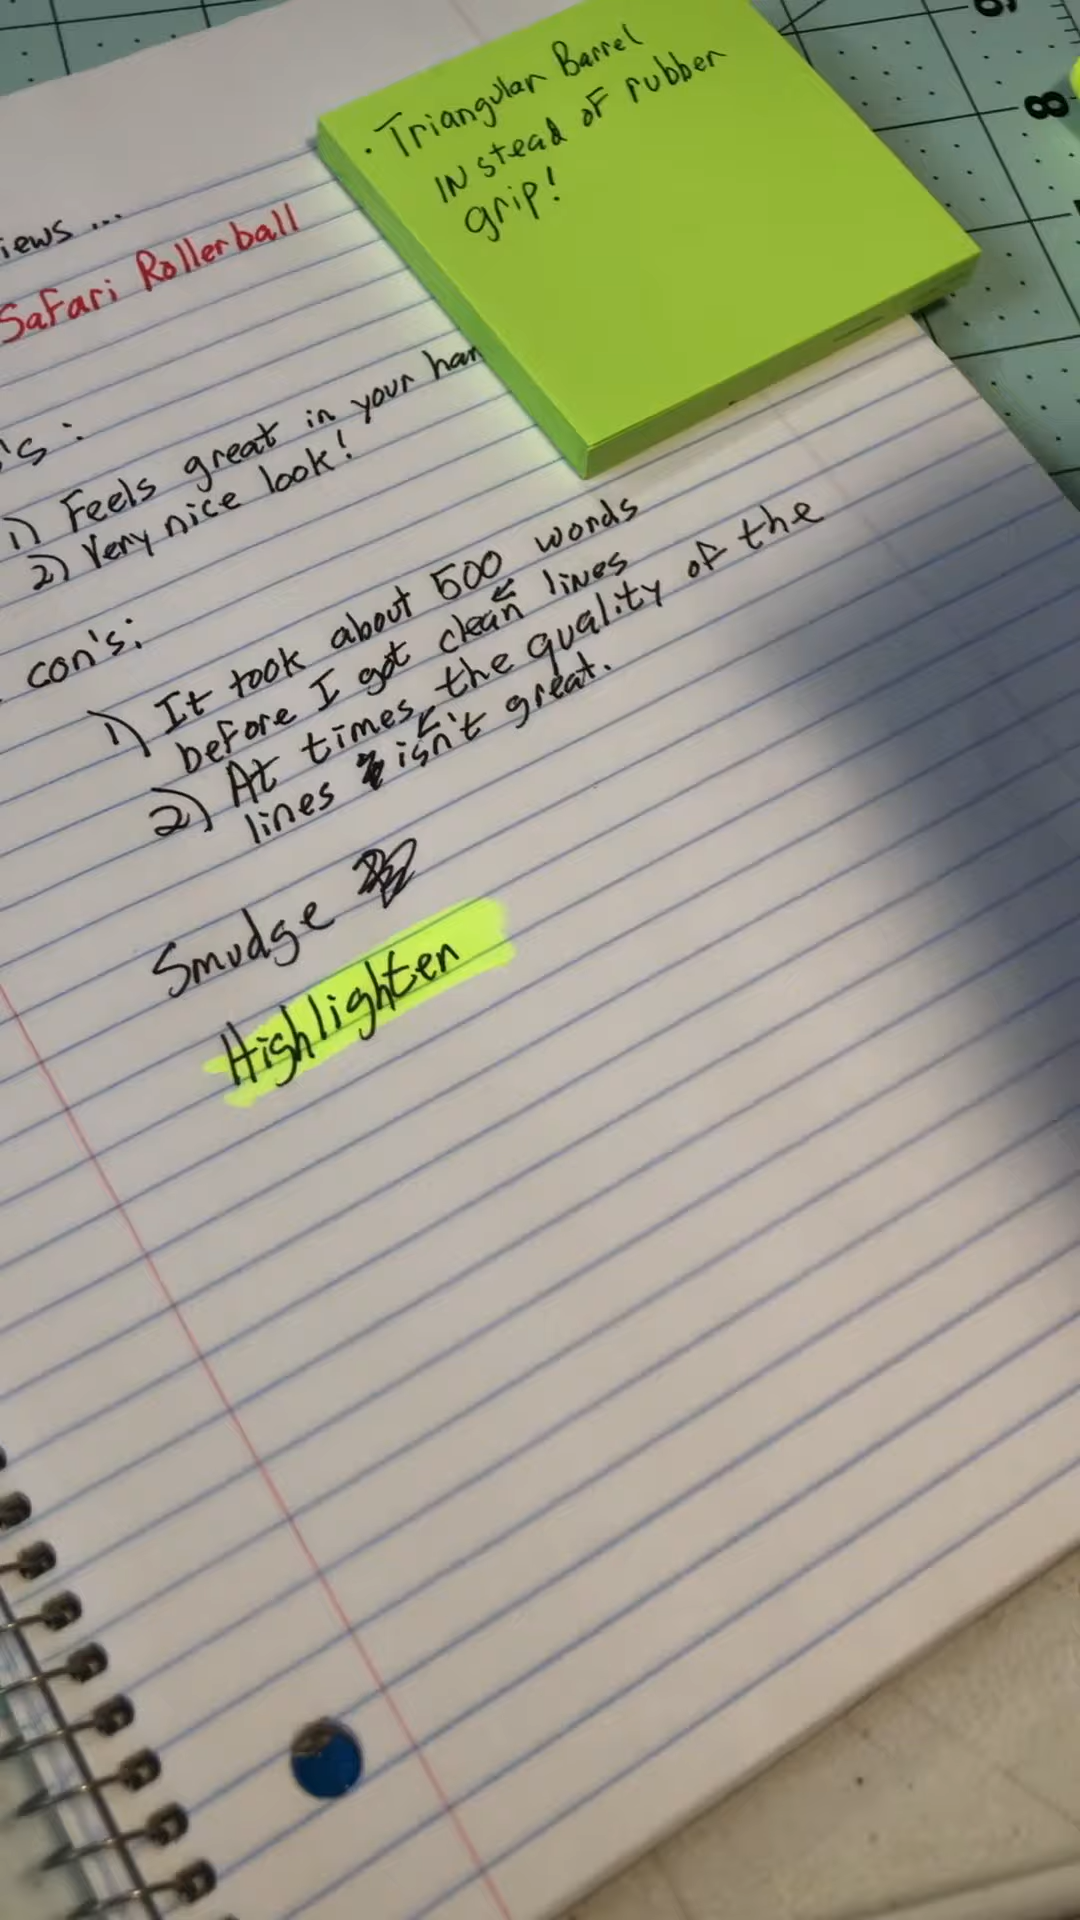 · Triangular Barrel
INstead oF rubber
grip!
iews ...
SaFari Rollerball
's:
1) Feels great in your han
2) Very nice look!
con's:
1) It took about 500 words
before I got clean lines
2) At times, the quality of the
lines isn't great.
Smudge
Highlighter
8